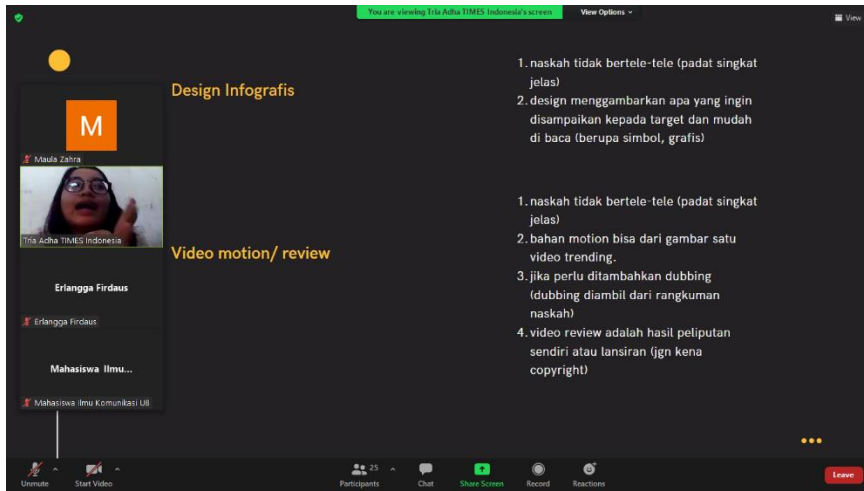 You are viewing Tria Adha TIMES Indonesia's screen
View Options
View
M
Maula Zahra
Tria Adha TIMES Indonesia
Erlangga Firdaus
Erlangga Firdaus
Mahasiswa Ilmu...
Mahasiswa Ilmu Komunikasi UB
Design Infografis
1. naskah tidak bertele-tele (padat singkat
jelas)
2. design menggambarkan apa yang ingin
disampaikan kepada target dan mudah
di baca (berupa simbol, grafis)
Video motion/ review
1. naskah tidak bertele-tele (padat singkat
jelas)
2. bahan motion bisa dari gambar satu
video trending.
3. jika perlu ditambahkan dubbing
(dubbing diambil dari rangkuman
naskah)
4. video review adalah hasil peliputan
sendiri atau lansiran (jgn kena
copyright)
Unmute
Start Video
25
Participants
Chat
Share Screen
Record
Reactions
Leave